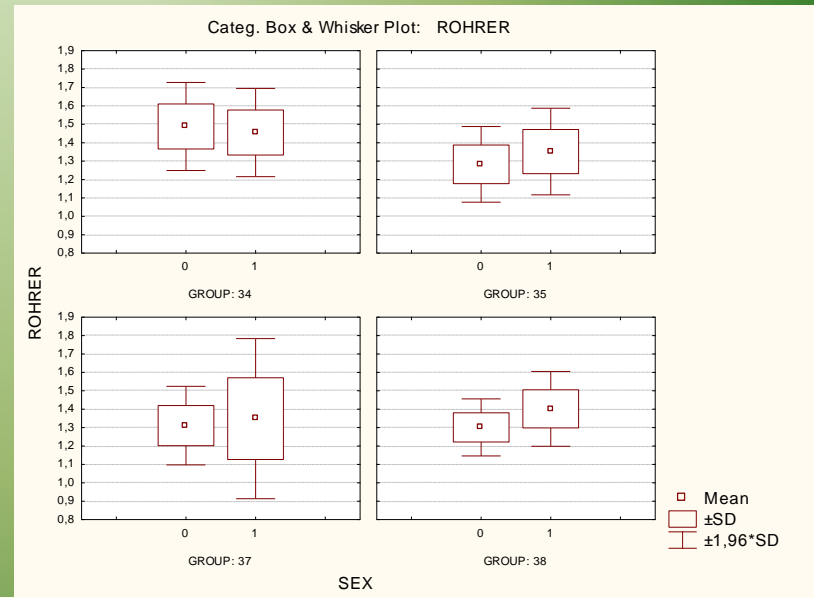 Categ. Box & Whisker Plot: ROHRER
ROHRER
1,9
1,8
1,7
1,6
1,5
1,4
1,3
1,2
1,1
1,0
0,9
0,8
0 1
GROUP: 34
0 1
GROUP: 35
1,9
1,8
1,7
1,6
1,5
1,4
1,3
1,2
1,1
1,0
0,9
0,8
0 1
GROUP: 37
0 1
GROUP: 38
SEX
Mean
±SD
±1,96*SD